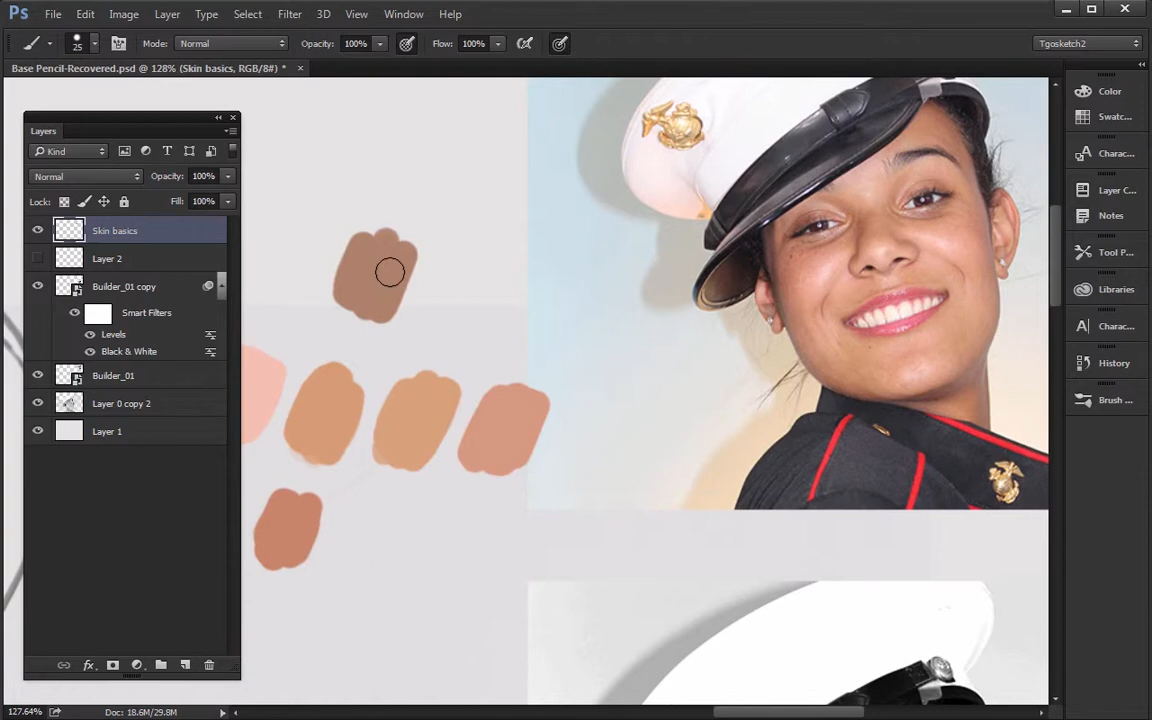 Ps File Edit Image Layer Type Select Filter 3D View Window Help
25 Mode: Normal Opacity: 100% Flow: 100% Tgosketch2
Base Pencil-Recovered.psd @ 128% (Skin basics, RGB/8#) * ×
Layers
Kind
Normal Opacity: 100%
Lock: Fill: 100%
Skin basics
Layer 2
Builder_01 copy
Smart Filters
Levels
Black & White
Builder_01
Layer 0 copy 2
Layer 1
fx
Color
Swatc...
Charac...
Layer C...
Notes
Tool P...
Libraries
Charac...
History
Brush ...
127.64% Doc: 18.6M/29.8M